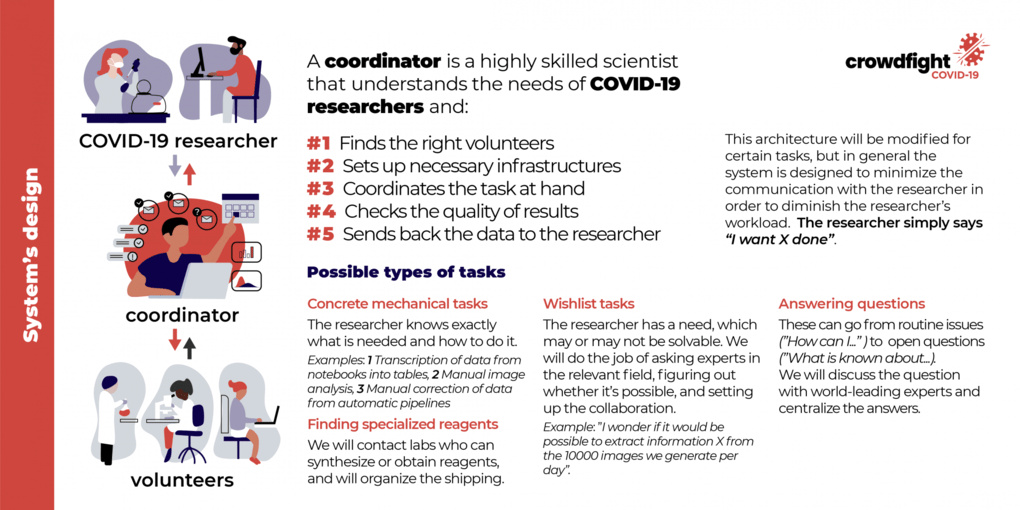 System's design
COVID-19 researcher
coordinator
volunteers
A coordinator is a highly skilled scientist
that understands the needs of COVID-19
researchers and:
#1 Finds the right volunteers
#2 Sets up necessary infrastructures
#3 Coordinates the task at hand
#4 Checks the quality of results
#5 Sends back the data to the researcher
crowdfight
COVID-19
This architecture will be modified for
certain tasks, but in general the
system is designed to minimize the
communication with the researcher in
order to diminish the researcher's
workload. The researcher simply says
"I want X done".
Possible types of tasks
Concrete mechanical tasks
The researcher knows exactly
what is needed and how to do it.
Examples: 1 Transcription of data from
notebooks into tables, 2 Manual image
analysis, 3 Manual correction of data
from automatic pipelines
Finding specialized reagents
We will contact labs who can
synthesize or obtain reagents,
and will organize the shipping.
Wishlist tasks
The researcher has a need, which
may or may not be solvable. We
will do the job of asking experts in
the relevant field, figuring out
whether it's possible, and setting
up the collaboration.
Example: "I wonder if it would be
possible to extract information X from
the 10000 images we generate per
day".
Answering questions
These can go from routine issues
("How can I..." ) to open questions
("What is known about...).
We will discuss the question
with world-leading experts and
centralize the answers.